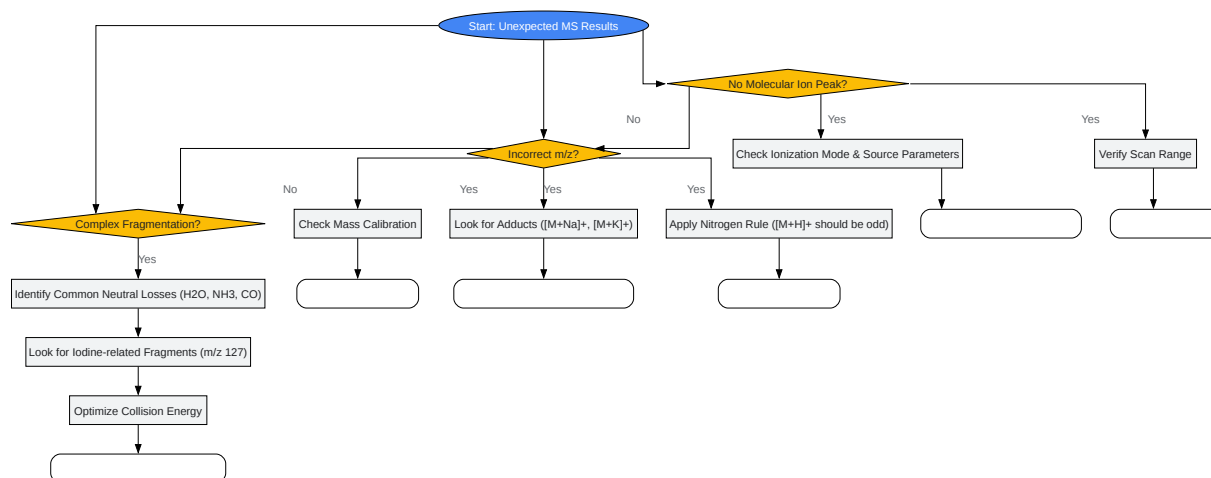 Start: Unexpected MS Results
No Molecular Ion Peak?
No
Yes
Yes
Incorrect m/z?
Check Ionization Mode & Source Parameters
Verify Scan Range
No
Yes
Yes
Yes
Complex Fragmentation?
Check Mass Calibration
Look for Adducts ([M+Na]+, [M+K]+)
Apply Nitrogen Rule ([M+H]+ should be odd)
Yes
Identify Common Neutral Losses (H2O, NH3, CO)
Look for Iodine-related Fragments (m/z 127)
Optimize Collision Energy